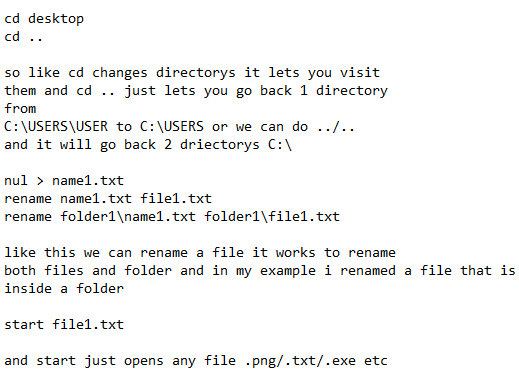 cd desktop
cd ..
so like cd changes directorys it lets you visit
them and cd .. just lets you go back 1 directory
from
C:\USERS\USER to C:\USERS or we can do ../..
and it will go back 2 driectorys C:\
nul > name1.txt
rename name1.txt file1.txt
rename folder1\name1.txt folder1\file1.txt
like this we can rename a file it works to rename
both files and folder and in my example i renamed a file that is
inside a folder
start file1.txt
and start just opens any file .png/.txt/.exe etc